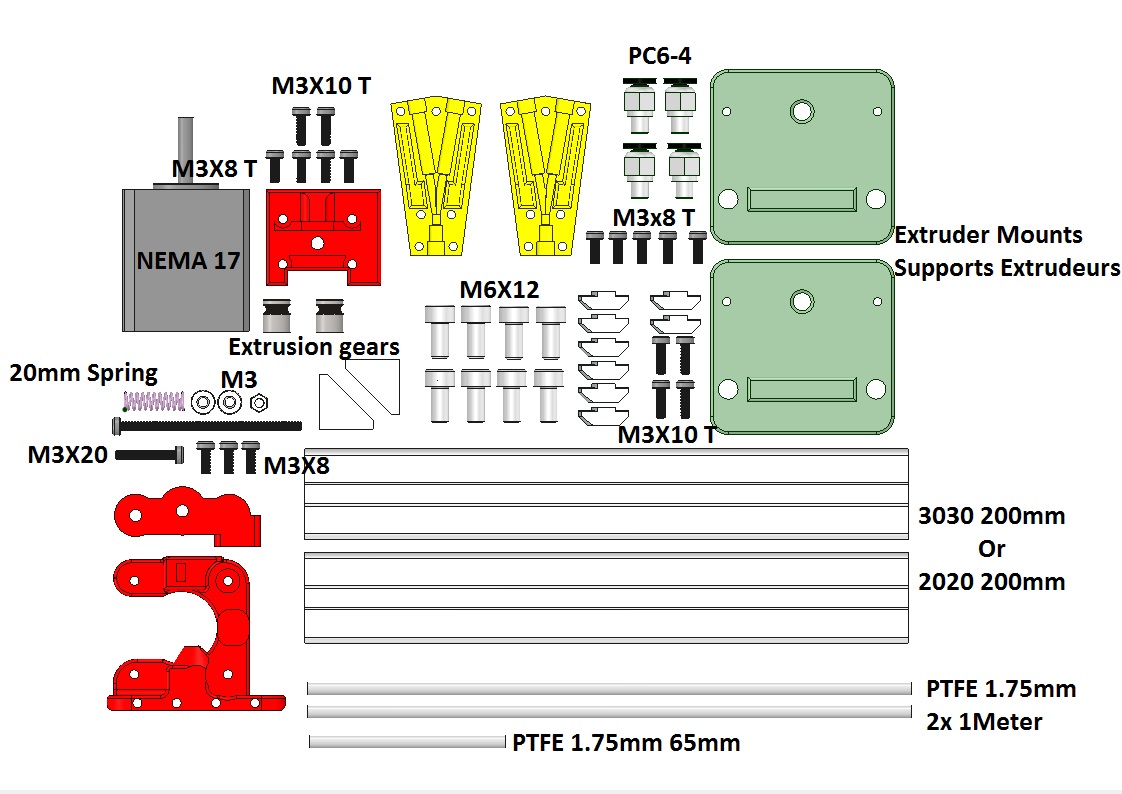 PC6-4
M3X10 T
M3X8 T
M3x8 T
Extruder Mounts
Supports Extrudeurs
NEMA 17
M6X12
Extrusion gears
20mm Spring
M3
M3X10 T
M3X20
M3X8
3030 200mm
Or
2020 200mm
PTFE 1.75mm
2x 1Meter
PTFE 1.75mm 65mm